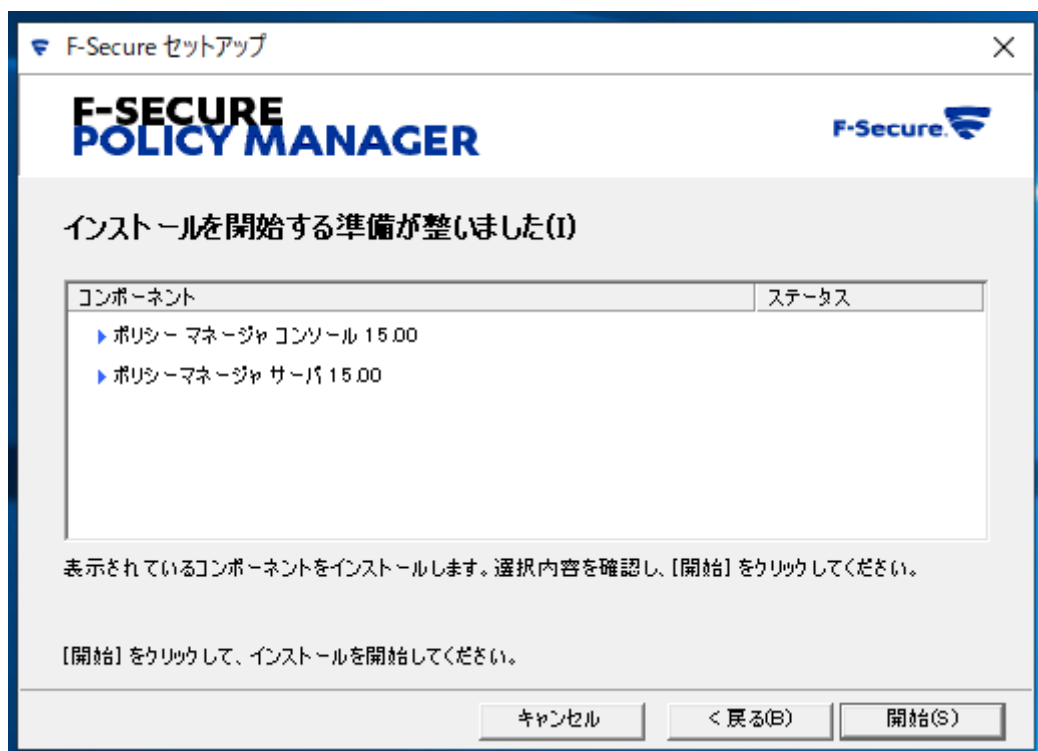 F-Secure セットアップ
F-SECURE
POLICY MANAGER
F-Secure.
インストールを開始する準備が整いました(I)
コンポーネント ステータス
ポリシー マネージャ コンソール 15.00
ポリシーマネージャ サーバ 15.00
表示されているコンポーネントをインストールします。選択内容を確認し、[開始] をクリックしてください。
[開始] をクリックして、インストールを開始してください。
キャンセル < 戻る(B) 開始(S)